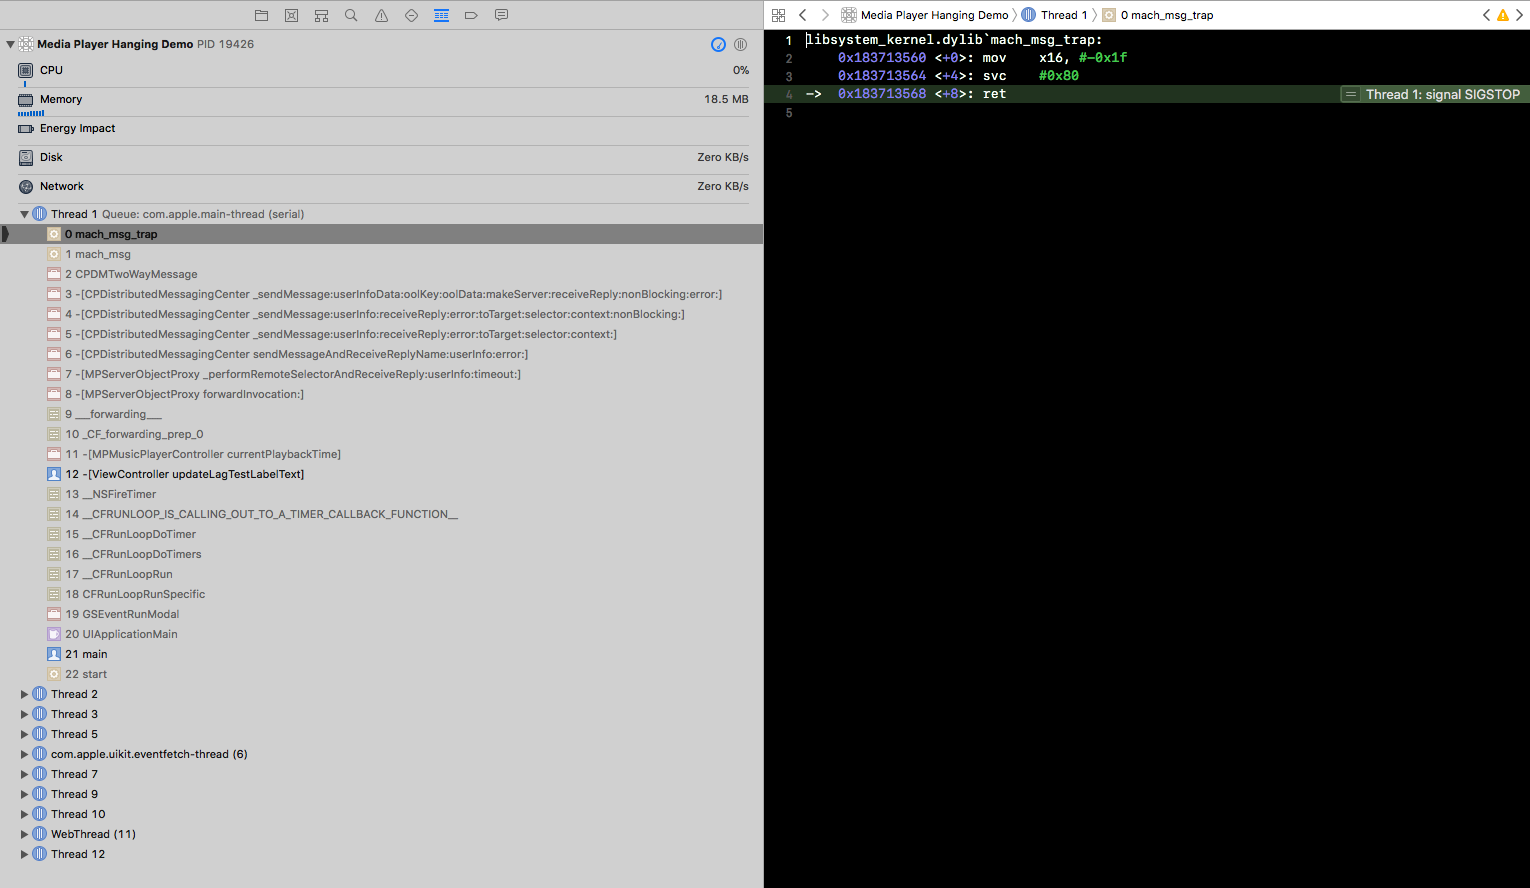 Media Player Hanging Demo PID 19426
CPU 0%
Memory 18.5 MB
Energy Impact
Disk Zero KB/s
Network Zero KB/s
Thread 1 Queue: com.apple.main-thread (serial)
0 mach_msg_trap
1 mach_msg
2 CPDMTwoWayMessage
3 -[CPDistributedMessagingCenter _sendMessage:userInfoData:oolKey:oolData:makeServer:receiveReply:nonBlocking:error:]
4 -[CPDistributedMessagingCenter _sendMessage:userInfo:receiveReply:error:toTarget:selector:context:nonBlocking:]
5 -[CPDistributedMessagingCenter _sendMessage:userInfo:receiveReply:error:toTarget:selector:context:]
6 -[CPDistributedMessagingCenter sendMessageAndReceiveReplyName:userInfo:error:]
7 -[MPServerObjectProxy _performRemoteSelectorAndReceiveReply:userInfo:timeout:]
8 -[MPServerObjectProxy forwardInvocation:]
9 ___forwarding___
10 _CF_forwarding_prep_0
11 -[MPMusicPlayerController currentPlaybackTime]
12 -[ViewController updateLagTestLabelText]
13 __NSFireTimer
14 __CFRUNLOOP_IS_CALLING_OUT_TO_A_TIMER_CALLBACK_FUNCTION__
15 __CFRunLoopDoTimer
16 __CFRunLoopDoTimers
17 __CFRunLoopRun
18 CFRunLoopRunSpecific
19 GSEventRunModal
20 UIApplicationMain
21 main
22 start
Thread 2
Thread 3
Thread 5
com.apple.uikit.eventfetch-thread (6)
Thread 7
Thread 9
Thread 10
WebThread (11)
Thread 12
Media Player Hanging Demo Thread 1 0 mach_msg_trap
1 libsystem_kernel.dylib`mach_msg_trap:
2 0x183713560 <+0>: mov x16, #-0x1f
3 0x183713564 <+4>: svc #0x80
4 -> 0x183713568 <+8>: ret Thread 1: signal SIGSTOP
5